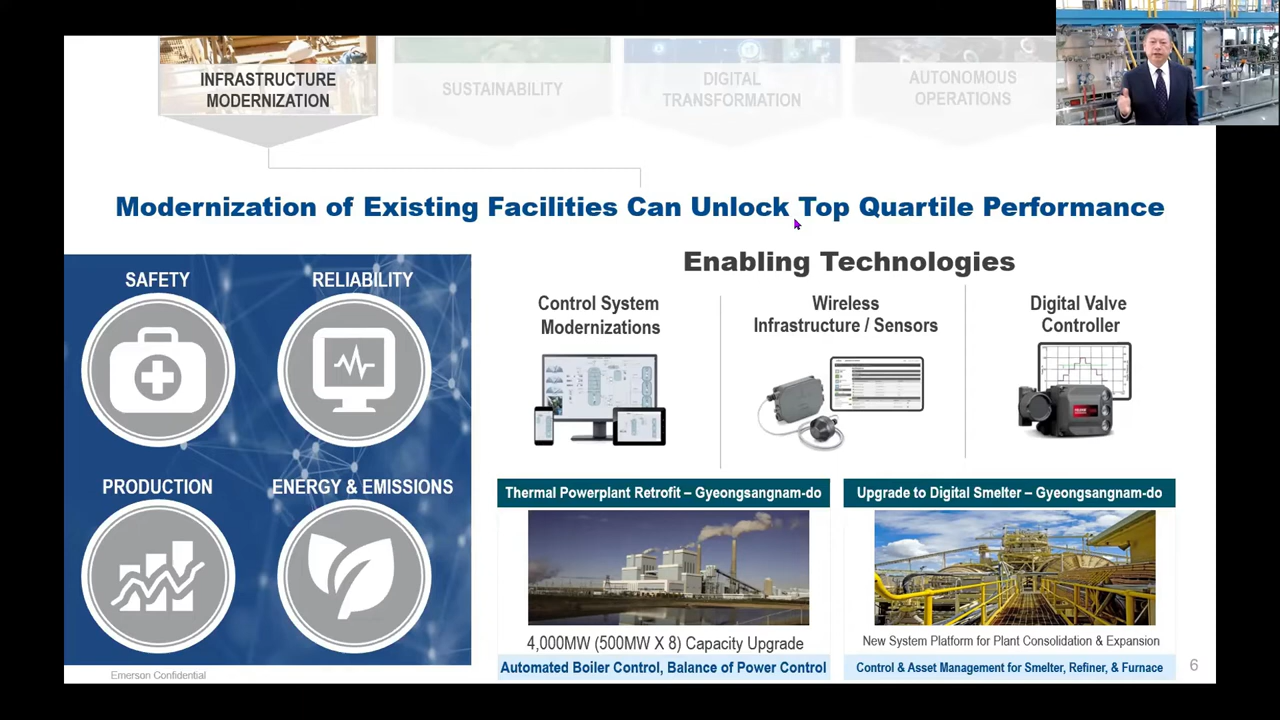 INFRASTRUCTURE
MODERNIZATION
SUSTAINABILITY
DIGITAL
TRANSFORMATION
AUTONOMOUS
OPERATIONS
Modernization of Existing Facilities Can Unlock Top Quartile Performance
SAFETY
RELIABILITY
PRODUCTION
ENERGY & EMISSIONS
Enabling Technologies
Control System
Modernizations
Wireless
Infrastructure / Sensors
Digital Valve
Controller
Thermal Powerplant Retrofit – Gyeongsangnam-do
4,000MW (500MW X 8) Capacity Upgrade
Automated Boiler Control, Balance of Power Control
Upgrade to Digital Smelter – Gyeongsangnam-do
New System Platform for Plant Consolidation & Expansion
Control & Asset Management for Smelter, Refiner, & Furnace
Emerson Confidential
6